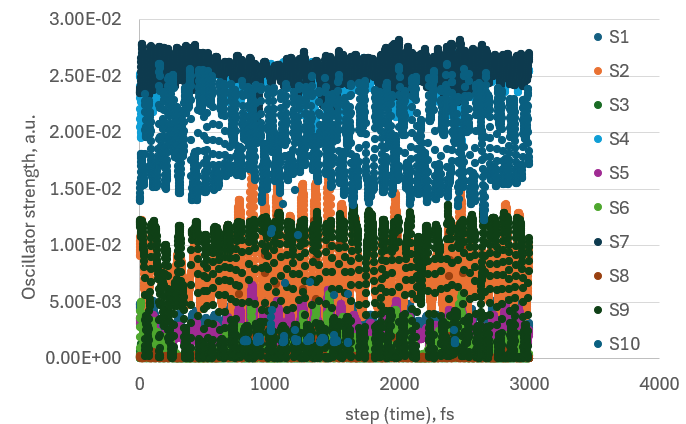 3.00E-02
2.50E-02
2.00E-02
1.50E-02
1.00E-02
5.00E-03
0.00E+00
Oscillator strength, a.u.
0 1000 2000 3000 4000
step (time), fs
S1
S2
S3
S4
S5
S6
S7
S8
S9
S10